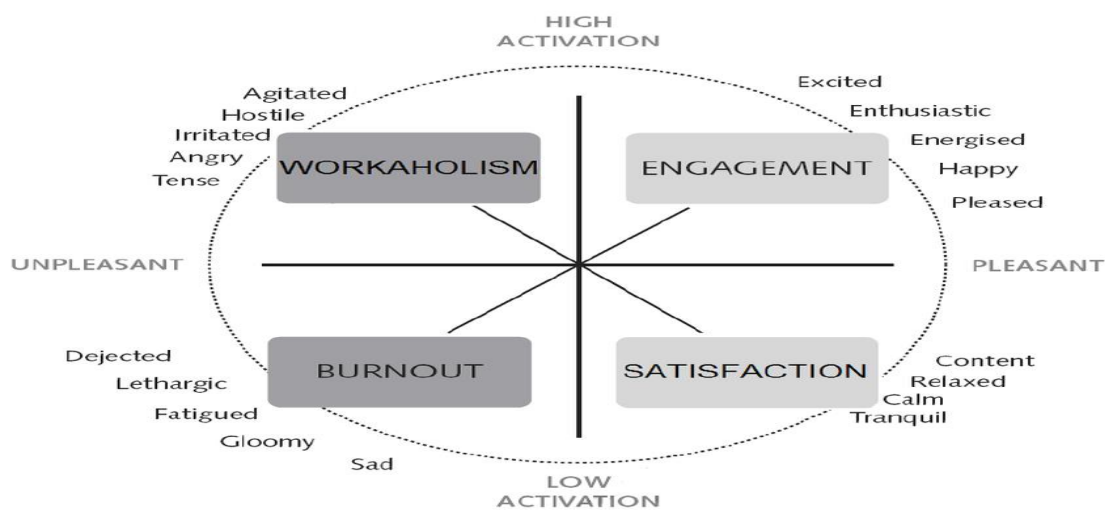 HIGH
ACTIVATION
Agitated
Hostile
Irritated
Angry
Tense
Excited
Enthusiastic
Energised
Happy
Pleased
WORKAHOLISM
ENGAGEMENT
UNPLEASANT
PLEASANT
BURNOUT
SATISFACTION
Dejected
Lethargic
Fatigued
Gloomy
Sad
Content
Relaxed
Calm
Tranquil
LOW
ACTIVATION